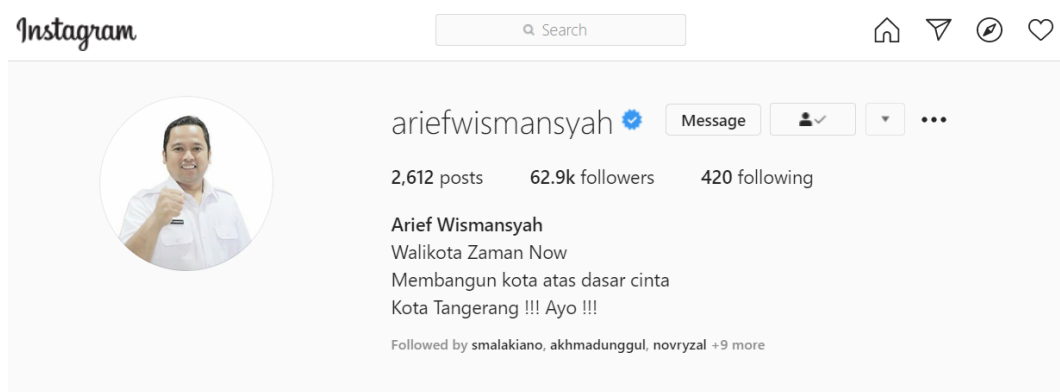 Instagram
Search
ariefwismansyah Message
2,612 posts 62.9k followers 420 following
Arief Wismansyah
Walikota Zaman Now
Membangun kota atas dasar cinta
Kota Tangerang !!! Ayo !!!
Followed by smalakiano, akhmadunggul, novryzal +9 more